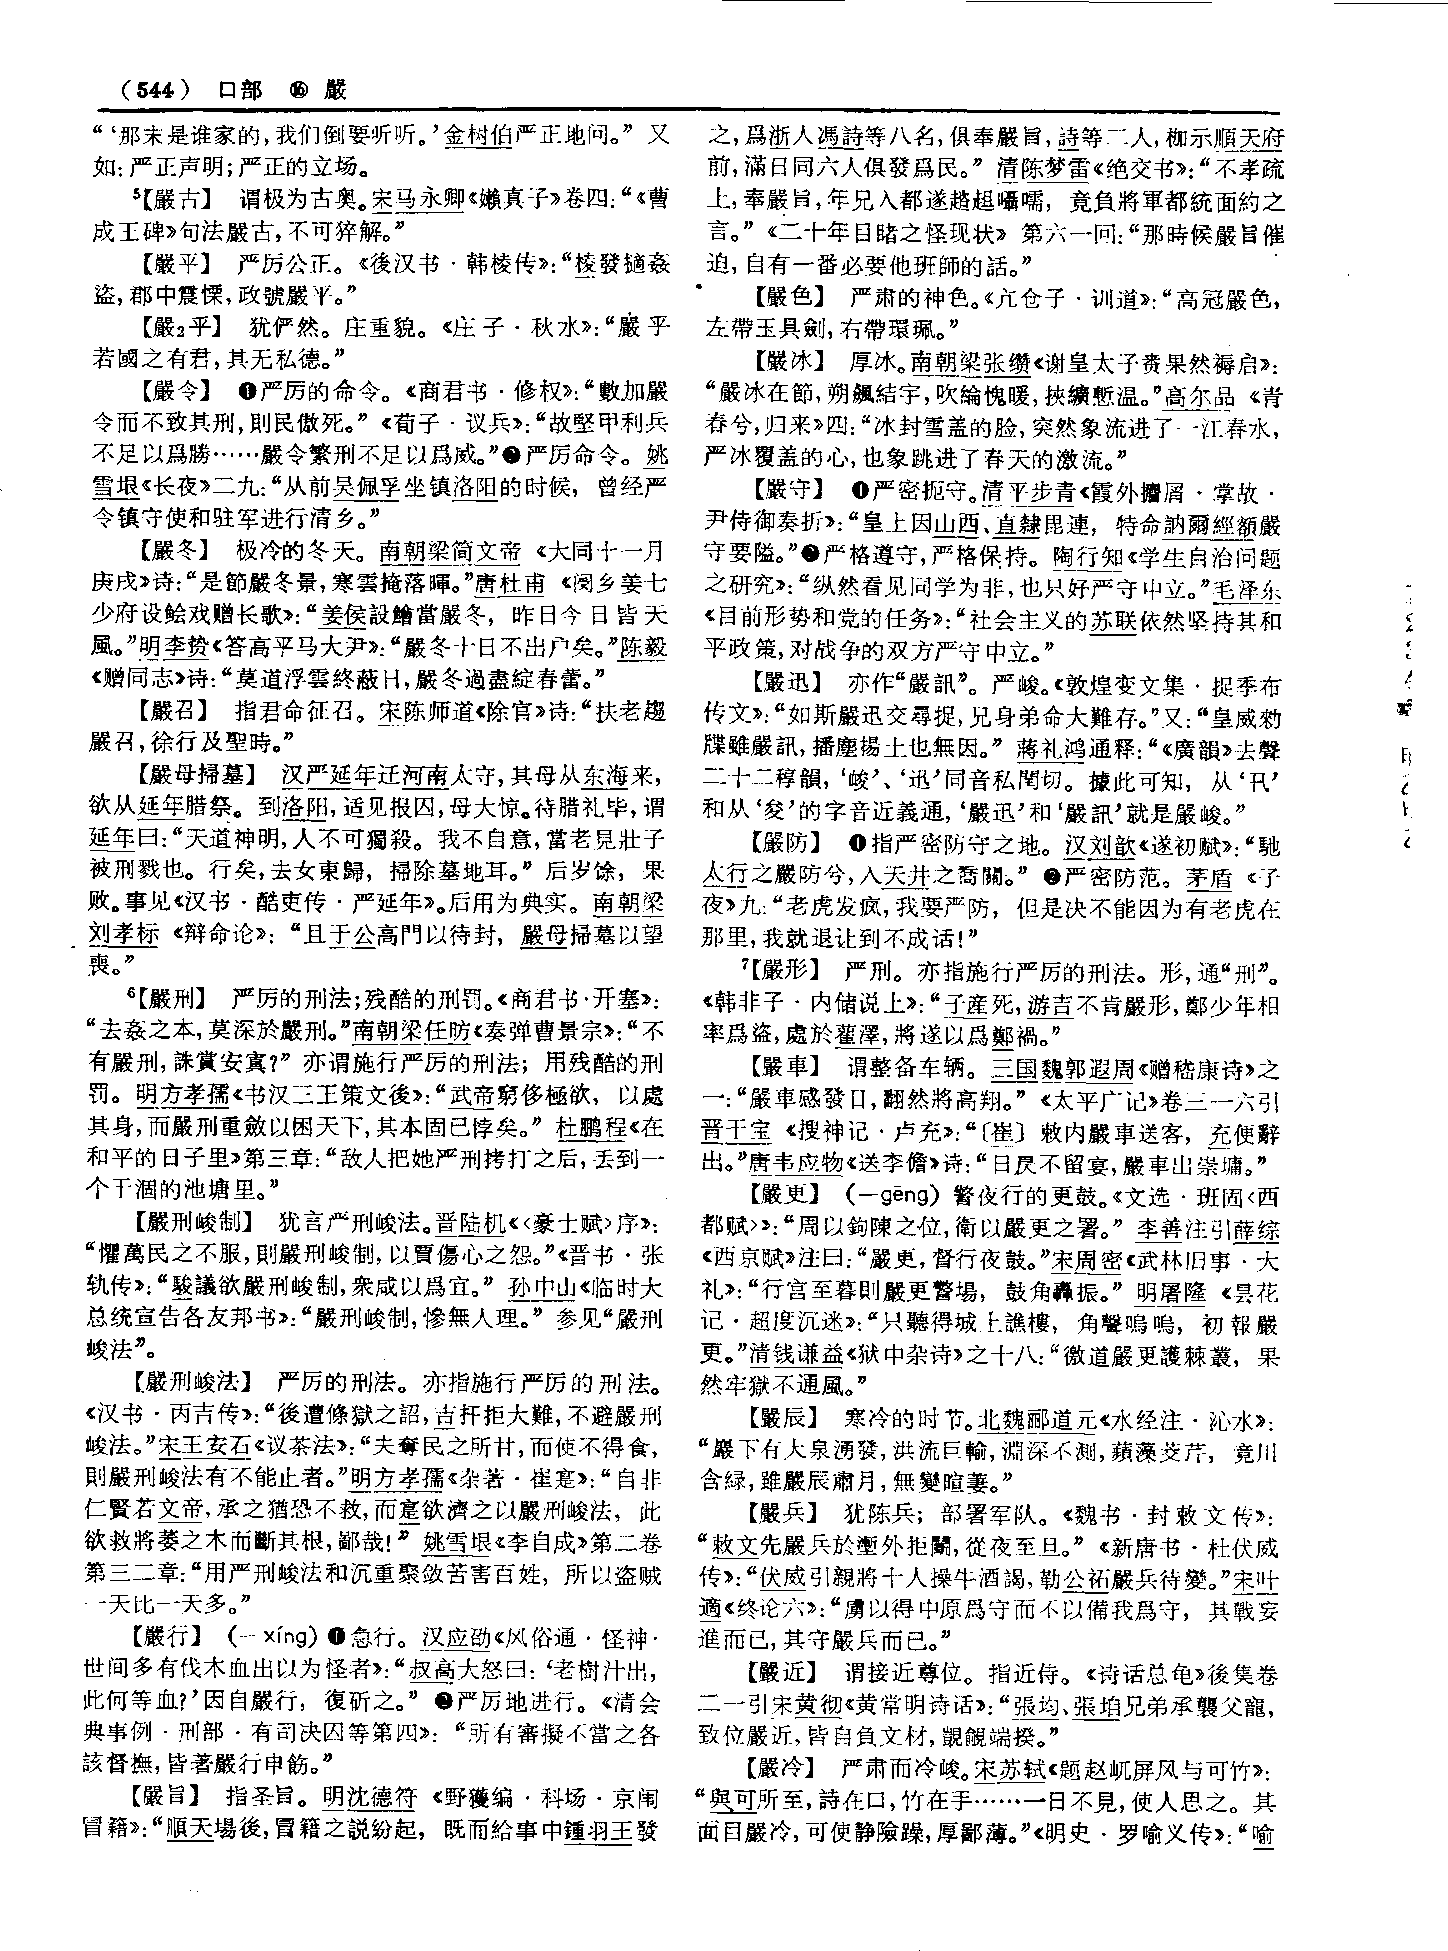 （544） 口部 ⑯ 嚴
“‘那末是谁家的，我们倒要听听。’金树伯严正地问。” 又
如：严正声明；严正的立场。
5【嚴古】 谓极为古奥。宋马永卿《嬾真子》卷四：“《曹
成王碑》句法嚴古，不可猝解。”
【嚴平】 严厉公正。《後汉书·韩棱传》：“棱發擿姦
盜，郡中震慄，政號嚴平。”
【嚴2乎】 犹俨然。庄重貌。《庄子·秋水》：“嚴乎
若國之有君，其无私德。”
【嚴令】 ❶严厉的命令。《商君书·修权》：“數加嚴
令而不致其刑，則民傲死。”《荀子·议兵》：“故堅甲利兵
不足以爲勝……嚴令繁刑不足以爲威。”❷严厉命令。姚
雪垠《长夜》二九：“从前吴佩孚坐镇洛阳的时候，曾经严
令镇守使和驻军进行清乡。”
【嚴冬】 极冷的冬天。南朝梁简文帝《大同十一月
庚戌》诗：“是節嚴冬景，寒雲掩落暉。”唐杜甫《阌乡姜七
少府设鲙戏赠长歌》：“姜侯設鱠當嚴冬，昨日今日皆天
風。”明李贽《答高平马大尹》：“嚴冬十日不出户矣。”陈毅
《赠同志》诗：“莫道浮雲終蔽日，嚴冬過盡綻春蕾。”
【嚴召】 指君命征召。宋陈师道《除官》诗：“扶老趨
嚴召，徐行及聖時。”
【嚴母掃墓】 汉严延年迁河南太守，其母从东海来，
欲从延年腊祭。到洛阳，适见报囚，母大惊。待腊礼毕，谓
延年曰：“天道神明，人不可獨殺。我不自意，當老見壯子
被刑戮也。行矣，去女東歸，掃除墓地耳。”后岁馀，果
败。事见《汉书·酷吏传·严延年》。后用为典实。南朝梁
刘孝标《辩命论》：“且于公高門以待封，嚴母掃墓以望
喪。”
6【嚴刑】 严厉的刑法；残酷的刑罚。《商君书·开塞》：
“去姦之本，莫深於嚴刑。”南朝梁任昉《奏弹曹景宗》：“不
有嚴刑，誅賞安寘？”亦谓施行严厉的刑法；用残酷的刑
罚。明方孝孺《书汉三王策文後》：“武帝窮侈極欲，以處
其身，而嚴刑重斂以困天下，其本固已悖矣。”杜鹏程《在
和平的日子里》第三章：“敌人把她严刑拷打之后，丢到一
个干涸的池塘里。”
【嚴刑峻制】 犹言严刑峻法。晋陆机《〈豪士赋〉序》：
“懼萬民之不服，則嚴刑峻制，以賈傷心之怨。”《晋书·张
轨传》：“駿議欲嚴刑峻制，衆咸以爲宜。”孙中山《临时大
总统宣告各友邦书》：“嚴刑峻制，慘無人理。”参见“嚴刑
峻法”。
【嚴刑峻法】 严厉的刑法。亦指施行严厉的刑法。
《汉书·丙吉传》：“後遭條獄之詔，吉扞拒大難，不避嚴刑
峻法。”宋王安石《议茶法》：“夫奪民之所甘，而使不得食，
則嚴刑峻法有不能止者。”明方孝孺《杂著·崔寔》：“自非
仁賢若文帝，承之猶恐不救，而寔欲濟之以嚴刑峻法，此
欲救將萎之木而斷其根，鄙哉！”姚雪垠《李自成》第二卷
第三二章：“用严刑峻法和沉重聚敛苦害百姓，所以盗贼
一天比一天多。”
【嚴行】 （—xíng）❶急行。汉应劭《风俗通·怪神·
世间多有伐木血出以为怪者》：“叔高大怒曰：‘老樹汁出，
此何等血？’因自嚴行，復斫之。”❷严厉地进行。《清会
典事例·刑部·有司决囚等第四》：“所有審擬不當之各
該督撫，皆著嚴行申飭。”
【嚴旨】 指圣旨。明沈德符《野獲编·科场·京闱
冒籍》：“順天場後，冒籍之説紛起，既而給事中鍾羽王發
之，爲浙人馮詩等八名，俱奉嚴旨，詩等二人，枷示順天府
前，滿日同六人俱發爲民。”清陈梦雷《绝交书》：“不孝疏
上，奉嚴旨，年兄入都遂趦趄囁嚅，竟負將軍都統面約之
言。”《二十年目睹之怪现状》第六一回：“那時候嚴旨催
迫，自有一番必要他班師的話。”
【嚴色】 严肃的神色。《亢仓子·训道》：“高冠嚴色，
左帶玉具劍，右帶環珮。”
【嚴冰】 厚冰。南朝梁张缵《谢皇太子赉果然褥启》：
“嚴冰在節，朔飆結宇，吹綸愧暖，挾纊慙温。”高尔品《青
春兮，归来》四：“冰封雪盖的脸，突然象流进了一江春水，
严冰覆盖的心，也象跳进了春天的激流。”
【嚴守】 ❶严密扼守。清平步青《霞外攟屑·掌故·
尹侍御奏折》：“皇上因山西、直隸毘連，特命訥爾經額嚴
守要隘。”❷严格遵守，严格保持。陶行知《学生自治问题
之研究》：“纵然看见同学为非，也只好严守中立。”毛泽东
《目前形势和党的任务》：“社会主义的苏联依然坚持其和
平政策，对战争的双方严守中立。”
【嚴迅】 亦作“嚴訊”。严峻。《敦煌变文集·捉季布
传文》：“如斯嚴迅交尋捉，兄身弟命大難存。”又：“皇威勑
牒雖嚴訊，播塵揚土也無因。”蒋礼鸿通释：“《廣韻》去聲
二十二稕韻，‘峻’、‘迅’同音私閏切。據此可知，从‘卂’
和从‘夋’的字音近義通，‘嚴迅’和‘嚴訊’就是嚴峻。”
【嚴防】 ❶指严密防守之地。汉刘歆《遂初赋》：“馳
太行之嚴防兮，入天井之喬關。”❷严密防范。茅盾《子
夜》九：“老虎发疯，我要严防，但是决不能因为有老虎在
那里，我就退让到不成话！”
7【嚴形】 严刑。亦指施行严厉的刑法。形，通“刑”。
《韩非子·内储说上》：“子産死，游吉不肯嚴形，鄭少年相
率爲盜，處於雚澤，將遂以爲鄭禍。”
【嚴車】 谓整备车辆。三国魏郭遐周《赠嵇康诗》之
一：“嚴車感發日，翻然將高翔。”《太平广记》卷三一六引
晋干宝《搜神记·卢充》：“〔崔〕敕内嚴車送客，充便辭
出。”唐韦应物《送李儋》诗：“日昃不留宴，嚴車出崇墉。”
【嚴更】 （—gēng）警夜行的更鼓。《文选·班固〈西
都赋〉》：“周以鉤陳之位，衛以嚴更之署。”李善注引薛综
《西京赋》注曰：“嚴更，督行夜鼓。”宋周密《武林旧事·大
礼》：“行宫至暮則嚴更警場，鼓角轟振。”明屠隆《昙花
记·超度沉迷》：“只聽得城上譙樓，角聲嗚嗚，初報嚴
更。”清钱谦益《狱中杂诗》之十八：“徼道嚴更護棘叢，果
然牢獄不通風。”
【嚴辰】 寒冷的时节。北魏郦道元《水经注·沁水》：
“巖下有大泉湧發，洪流巨輸，淵深不測，蘋藻茭芹，竟川
含緑，雖嚴辰肅月，無變暄萋。”
【嚴兵】 犹陈兵；部署军队。《魏书·封敕文传》：
“敕文先嚴兵於壍外拒鬭，從夜至旦。”《新唐书·杜伏威
传》：“伏威引親將十人操牛酒謁，勒公祏嚴兵待變。”宋叶
適《终论六》：“虜以得中原爲守而不以備我爲守，其戰妄
進而已，其守嚴兵而已。”
【嚴近】 谓接近尊位。指近侍。《诗话总龟》後集卷
二一引宋黄彻《黄常明诗话》：“張均、張垍兄弟承襲父寵，
致位嚴近，皆自負文材，覬覦端揆。”
【嚴冷】 严肃而冷峻。宋苏轼《题赵屼屏风与可竹》：
“與可所至，詩在口，竹在手……一日不見，使人思之。其
面目嚴冷，可使静險躁，厚鄙薄。”《明史·罗喻义传》：“喻